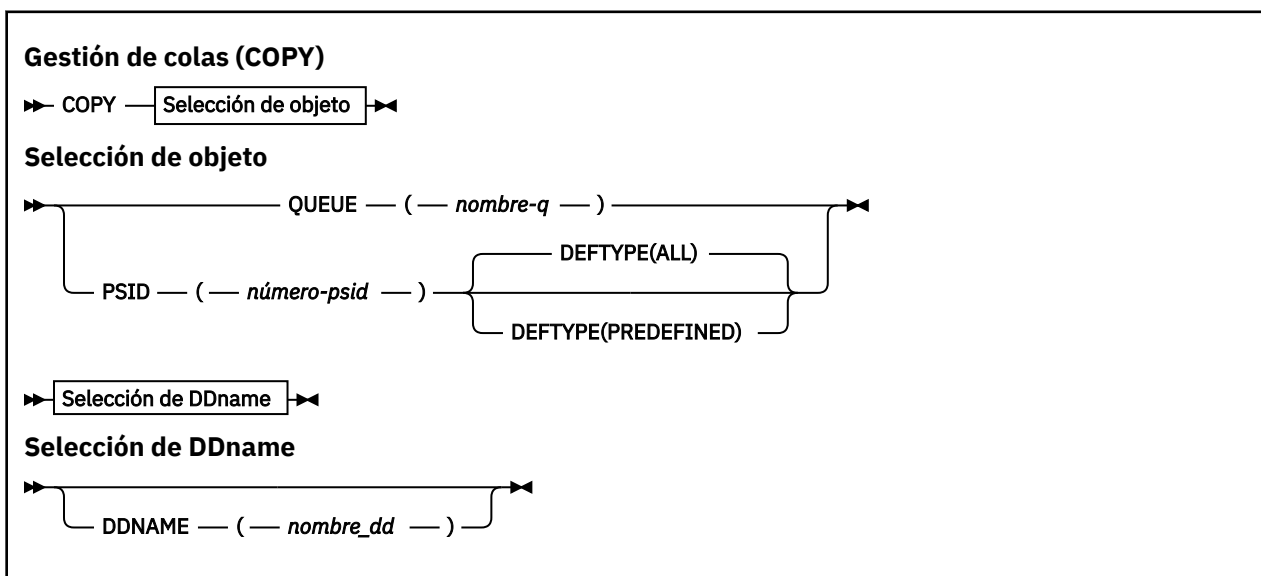 Gestión de colas (COPY)
COPY Selección de objeto
Selección de objeto
QUEUE ( nombre-q )
DEFTYPE(ALL)
PSID ( número-psid )
DEFTYPE(PREDEFINED)
Selección de DDname
Selección de DDname
DDNAME ( nombre_dd )